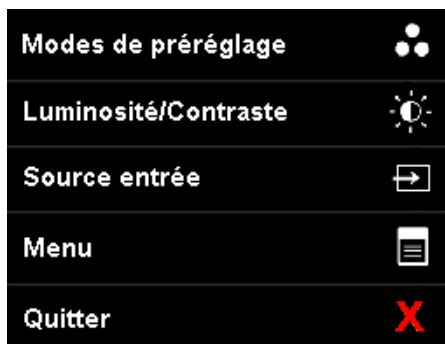 Modes de préréglage
Luminosité/Contraste
Source entrée
Menu
Quitter